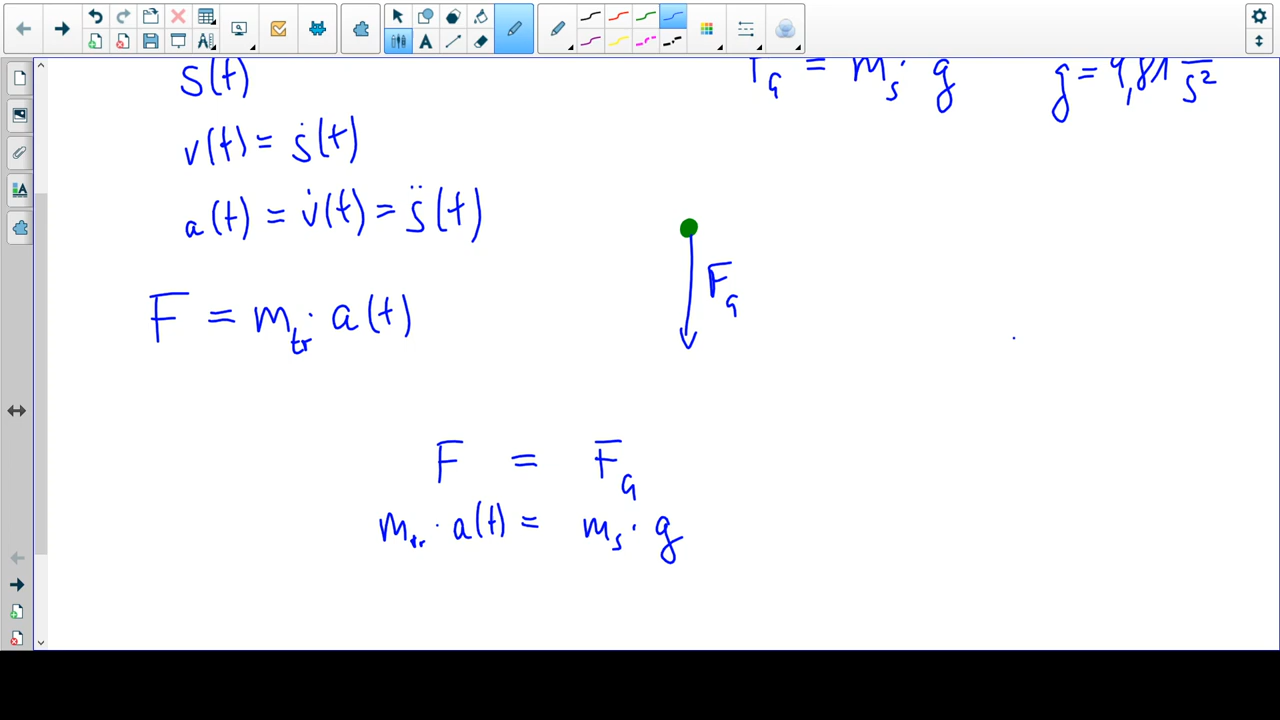 S(t)
F_G = m_s · g
g = 9,81 m/s²
v(t) = ṡ(t)
a(t) = v̇(t) = s̈(t)
F_G
F = m_tr · a(t)
F = F_G
m_tr · a(t) = m_s · g